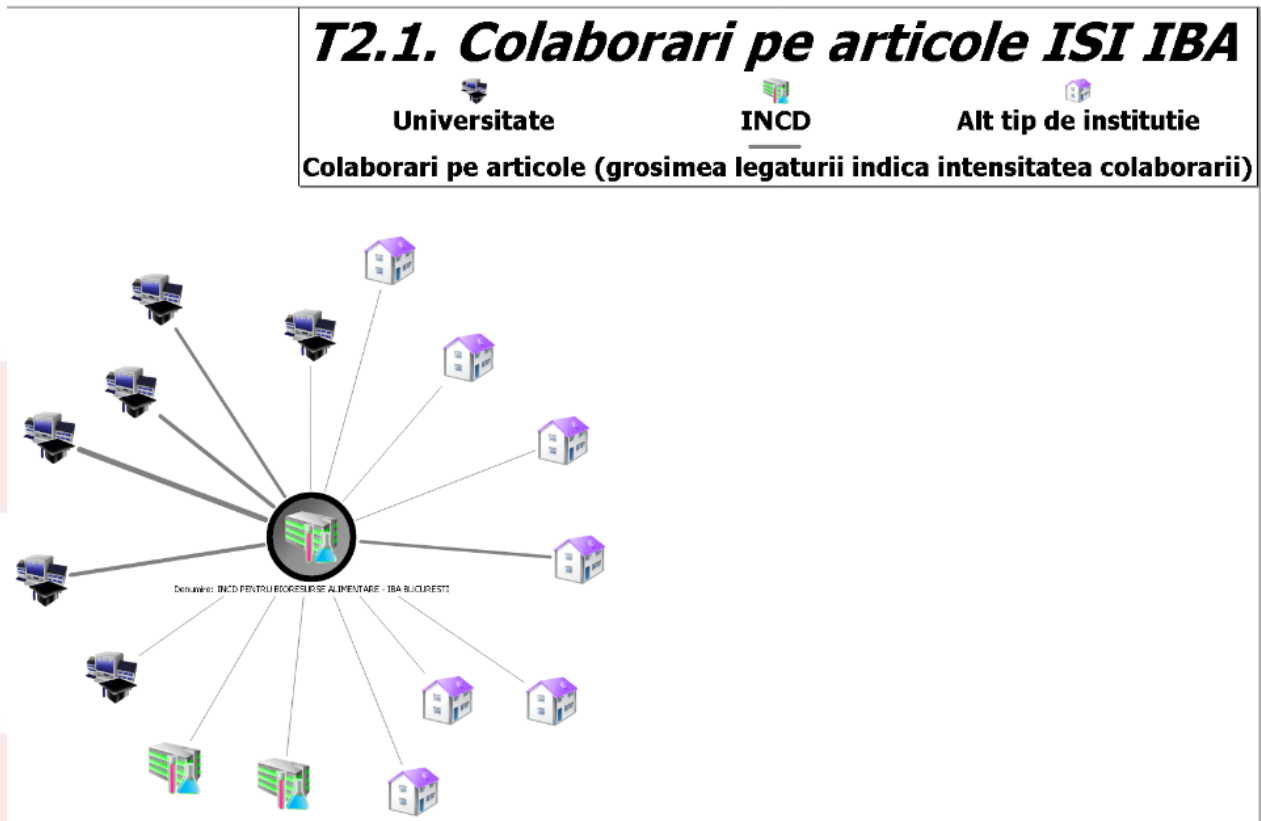 T2.1. Colaborari pe articole ISI IBA
Universitate INCD Alt tip de institutie
Colaborari pe articole (grosimea legaturii indica intensitatea colaborarii)
Denumire: INCD PENTRU BIORESURSE ALIMENTARE - IBA BUCURESTI